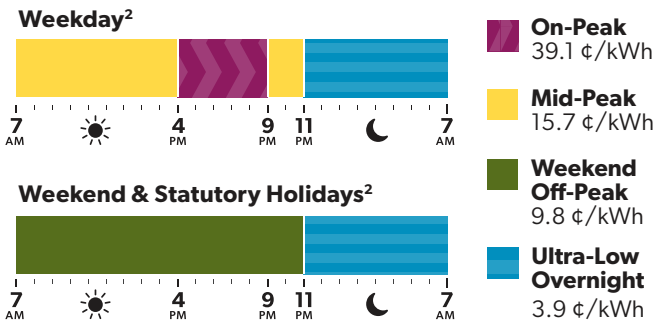 Weekday²
7 AM 4 PM 9 PM 11 PM 7 AM
Weekend & Statutory Holidays²
7 AM 4 PM 9 PM 11 PM 7 AM
On-Peak
39.1 ¢/kWh
Mid-Peak
15.7 ¢/kWh
Weekend
Off-Peak
9.8 ¢/kWh
Ultra-Low
Overnight
3.9 ¢/kWh